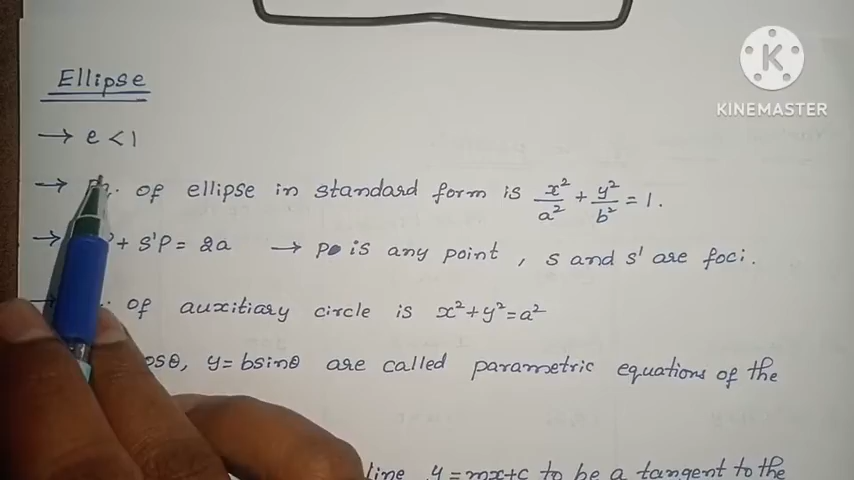 Ellipse
K
KINEMASTER
→ e < 1
→ of ellipse in standard form is x²/a² + y²/b² = 1.
→ + S'P = 2a → P is any point, S and S' are foci.
→ of auxitiary circle is x²+y²=a²
osθ, y=bsinθ are called parametric equations of the
line y=mx+c to be a tangent to the